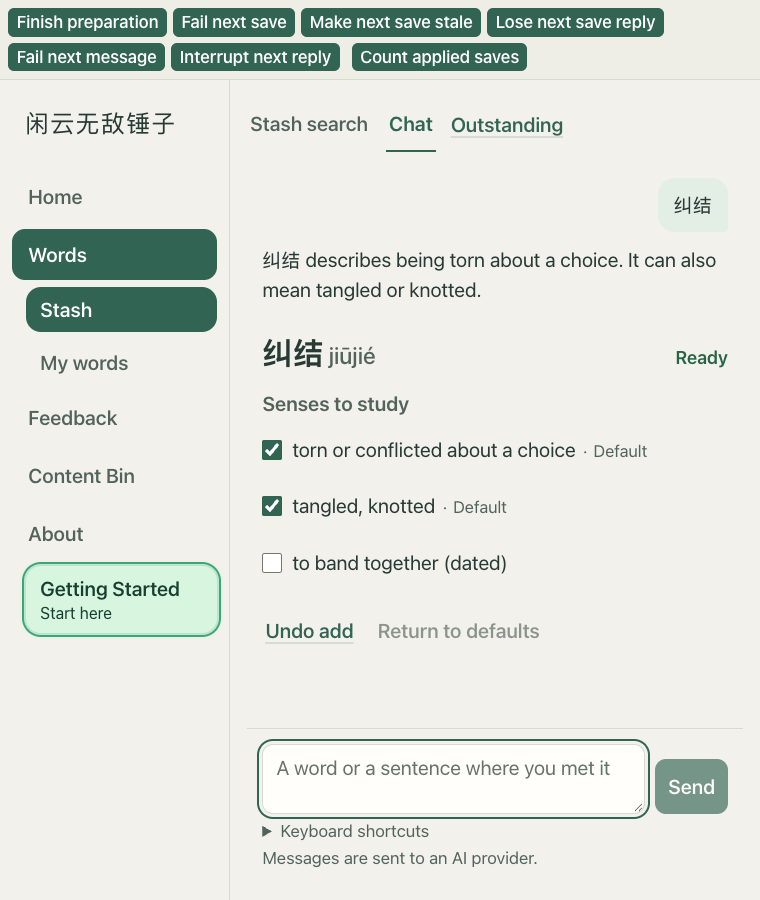 Finish preparation Fail next save Make next save stale Lose next save reply
Fail next message Interrupt next reply Count applied saves
闲云无敌锤子
Home
Words
Stash
My words
Feedback
Content Bin
About
Getting Started
Start here
Stash search Chat Outstanding
纠结
纠结 describes being torn about a choice. It can also
mean tangled or knotted.
纠结 jiūjié Ready
Senses to study
torn or conflicted about a choice · Default
tangled, knotted · Default
to band together (dated)
Undo add Return to defaults
A word or a sentence where you met it
Send
Keyboard shortcuts
Messages are sent to an AI provider.